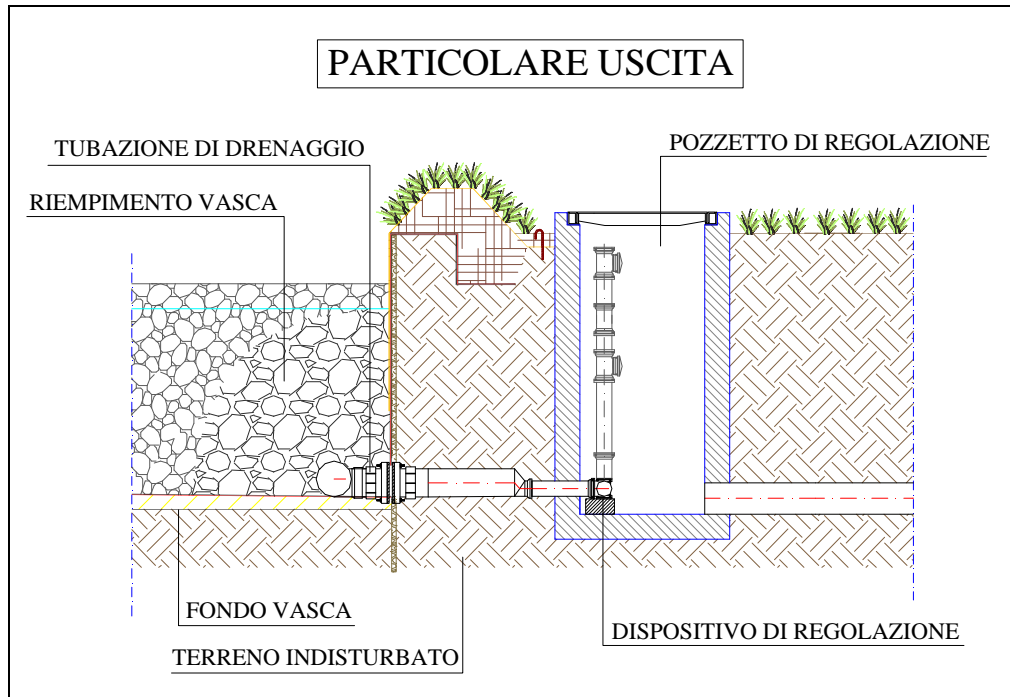 PARTICOLARE USCITA
TUBAZIONE DI DRENAGGIO
POZZETTO DI REGOLAZIONE
RIEMPIMENTO VASCA
FONDO VASCA
DISPOSITIVO DI REGOLAZIONE
TERRENO INDISTURBATO